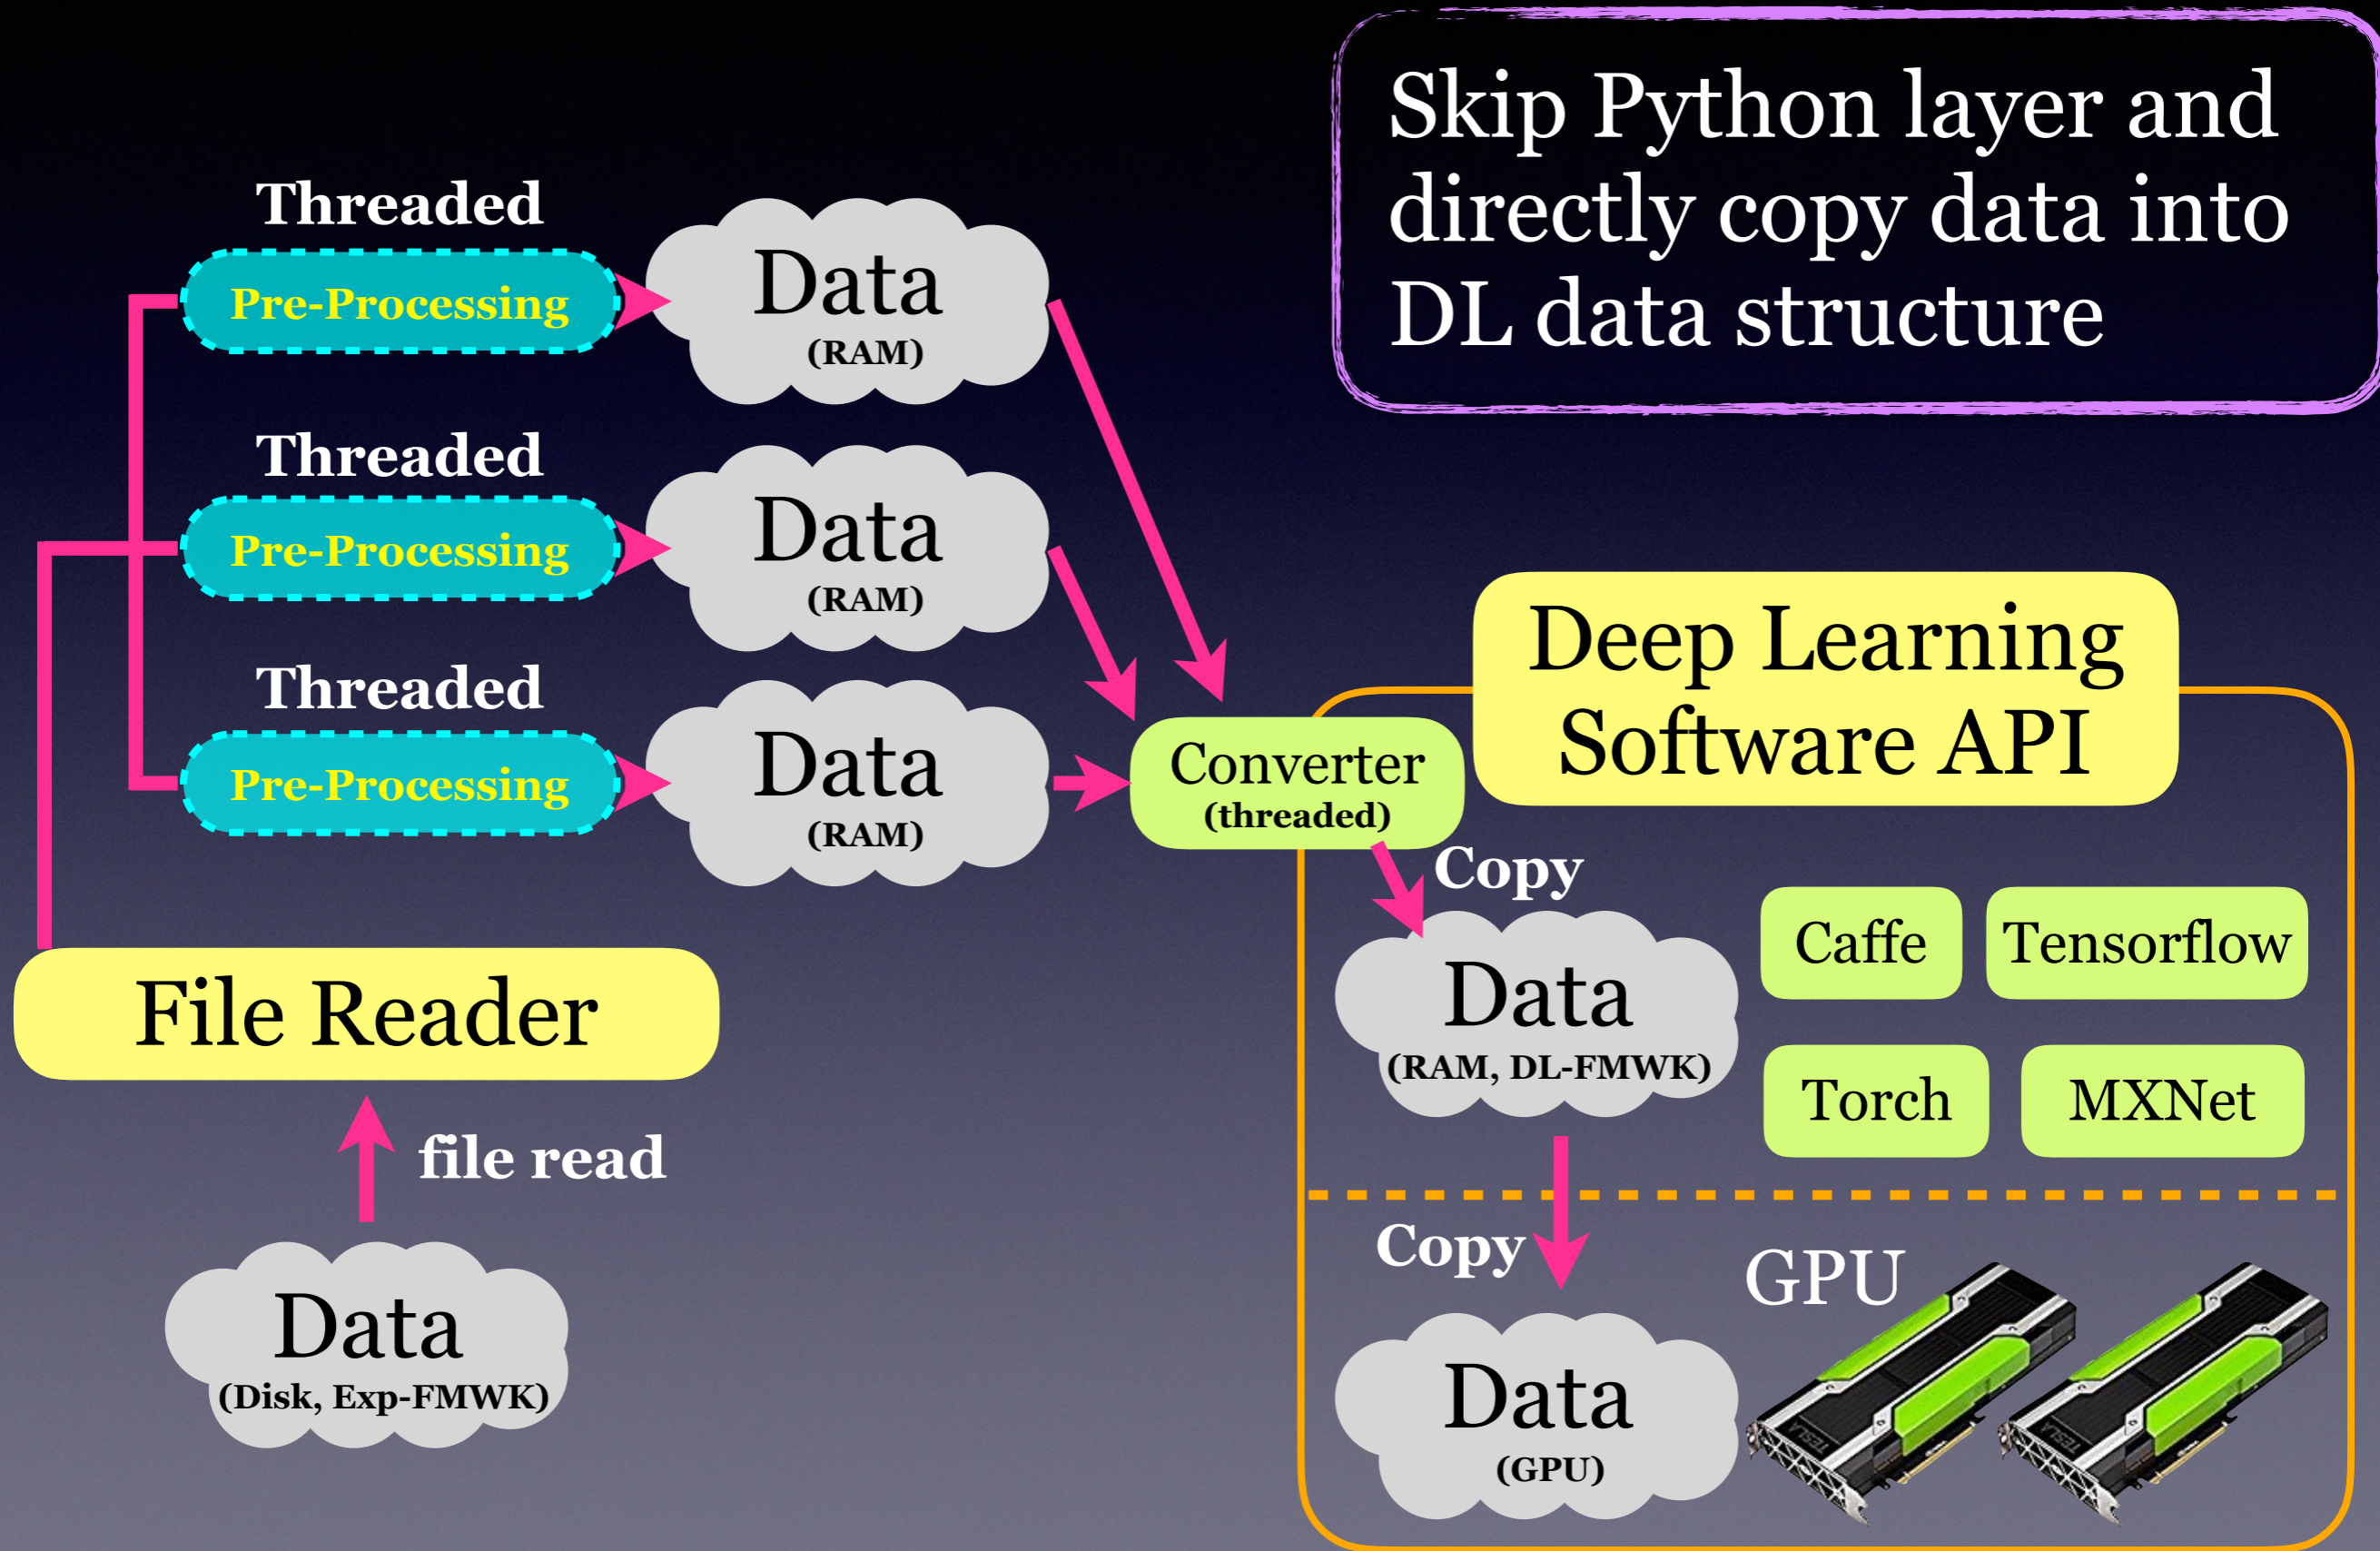 Skip Python layer and
directly copy data into
DL data structure
Threaded
Pre-Processing
Data
(RAM)
Threaded
Pre-Processing
Data
(RAM)
Threaded
Pre-Processing
Data
(RAM)
Converter
(threaded)
Deep Learning
Software API
Copy
Data
(RAM, DL-FMWK)
Caffe
Tensorflow
Torch
MXNet
File Reader
file read
Data
(Disk, Exp-FMWK)
Copy
Data
(GPU)
GPU
TESLA
TESLA